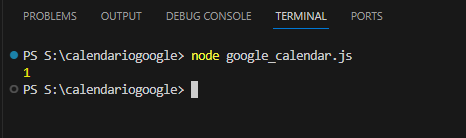 PROBLEMS OUTPUT DEBUG CONSOLE TERMINAL PORTS
PS S:\calendariogoogle> node google_calendar.js
1
PS S:\calendariogoogle>